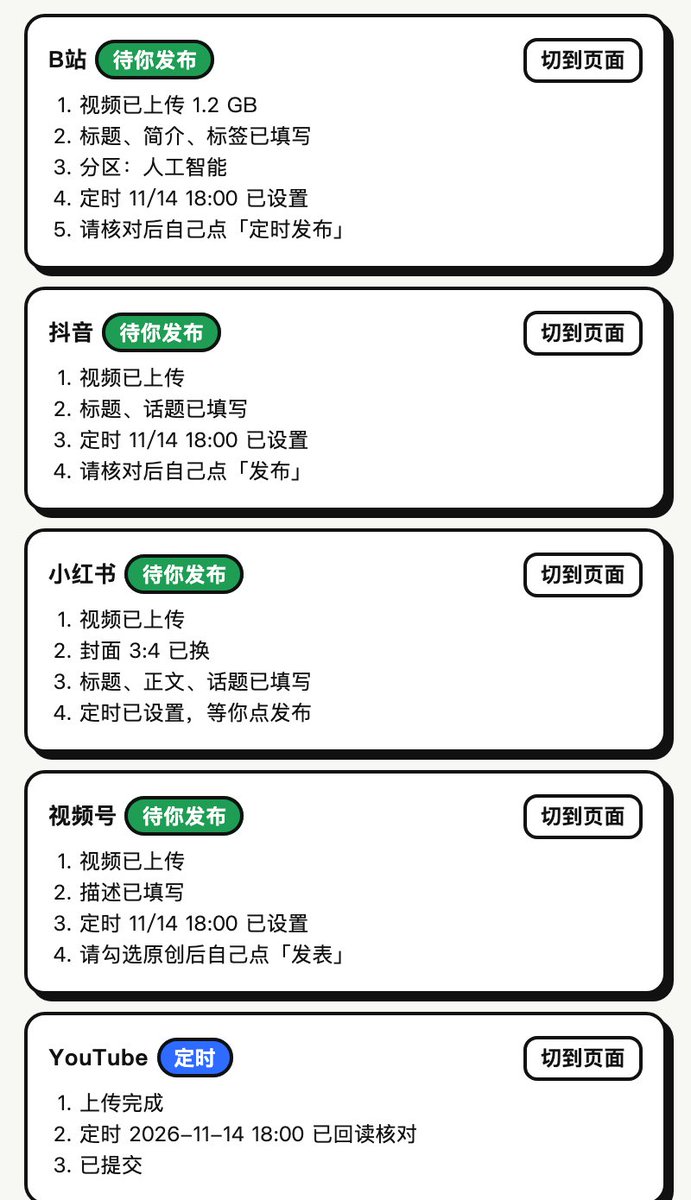 B站 待你发布 切到页面
1. 视频已上传 1.2 GB
2. 标题、简介、标签已填写
3. 分区：人工智能
4. 定时 11/14 18:00 已设置
5. 请核对后自己点「定时发布」
抖音 待你发布 切到页面
1. 视频已上传
2. 标题、话题已填写
3. 定时 11/14 18:00 已设置
4. 请核对后自己点「发布」
小红书 待你发布 切到页面
1. 视频已上传
2. 封面 3:4 已换
3. 标题、正文、话题已填写
4. 定时已设置，等你点发布
视频号 待你发布 切到页面
1. 视频已上传
2. 描述已填写
3. 定时 11/14 18:00 已设置
4. 请勾选原创后自己点「发表」
YouTube 定时 切到页面
1. 上传完成
2. 定时 2026–11–14 18:00 已回读核对
3. 已提交